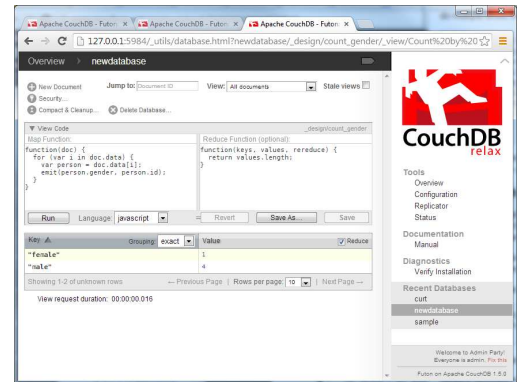 Apache CouchDB - Futon: Apache CouchDB - Futon: Apache CouchDB - Futon:
127.0.0.1:5984/_utils/database.html?newdatabase/_design/count_gender/_view/Count%20by%20
Overview newdatabase
New Document Jump to: Document ID View: All documents Stale views
Security...
Compact & Cleanup... Delete Database...
View Code _design/count_gender
Map Function: Reduce Function (optional):
function(doc) {
for (var i in doc.data) {
var person = doc.data[i];
emit(person.gender, person.id);
}
}
function(keys, values, rereduce) {
return values.length;
}
Run Language: javascript = Revert Save As... Save
Key Grouping: exact Value Reduce
"female" 1
"male" 4
Showing 1-2 of unknown rows ← Previous Page | Rows per page: 10 | Next Page →
View request duration: 00:00:00.016
CouchDB
relax
Tools
Overview
Configuration
Replicator
Status
Documentation
Manual
Diagnostics
Verify Installation
Recent Databases
curt
newdatabase
sample
Welcome to Admin Party!
Everyone is admin. Fix this
Futon on Apache CouchDB 1.5.0